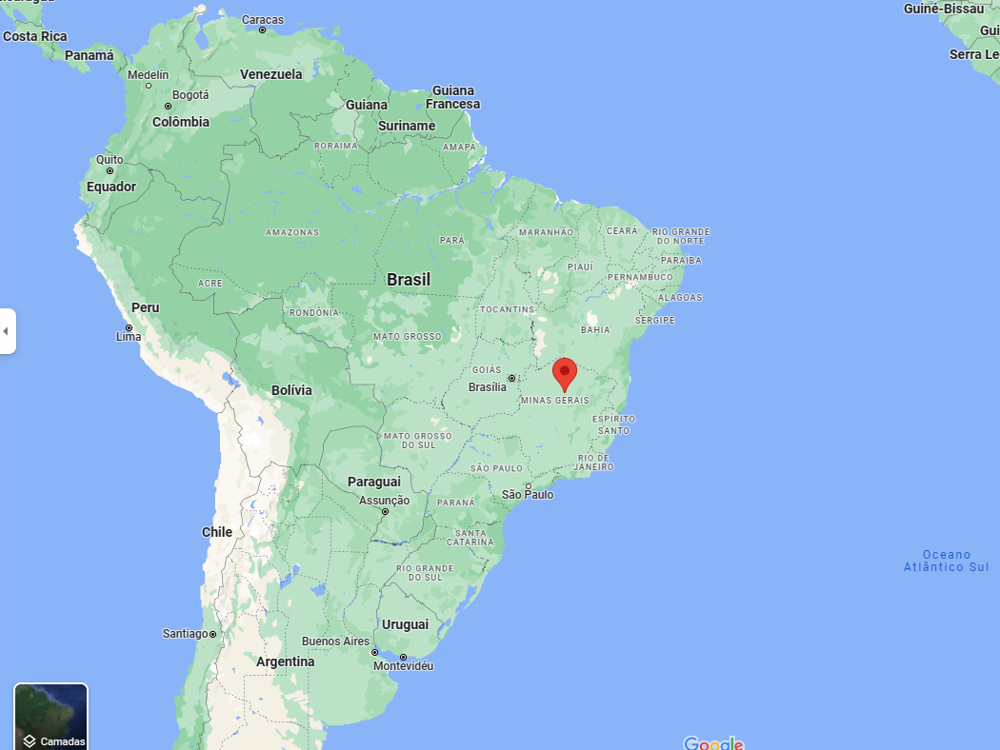 Guiné-Bissau
Caracas
Costa Rica
Panamá
Medelín
Venezuela
Bogotá
Colômbia
Guiana
Guiana
Francesa
Suriname
RORAIMA
AMAPÁ
Quito
Equador
AMAZONAS
PARÁ
MARANHÃO
CEARÁ
RIO GRANDE
DO NORTE
PARAÍBA
PIAUÍ
PERNAMBUCO
ACRE
Brasil
ALAGOAS
Peru
RONDÔNIA
TOCANTINS
SERGIPE
Lima
MATO GROSSO
BAHIA
GOIÁS
Brasília
Bolívia
MINAS GERAIS
ESPÍRITO
SANTO
MATO GROSSO
DO SUL
RIO DE
JANEIRO
SÃO PAULO
Paraguai
São Paulo
Assunção
PARANÁ
Chile
SANTA
CATARINA
Oceano
Atlântico Sul
RIO GRANDE
DO SUL
Uruguai
Santiago
Buenos Aires
Argentina
Montevidéu
Camadas
Google